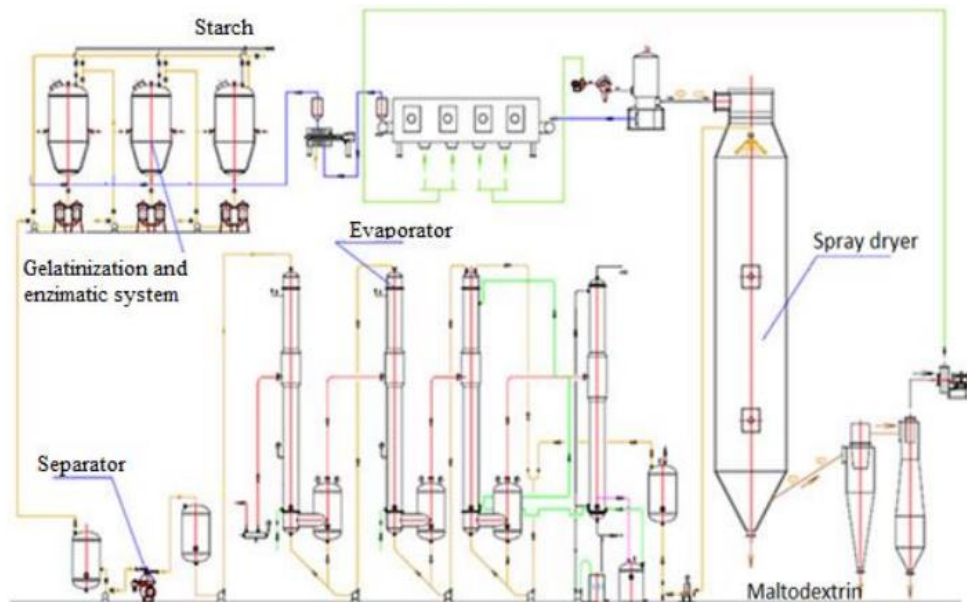 Starch
Evaporator
Spray dryer
Gelatinization and
enzimatic system
Separator
Maltodextrin